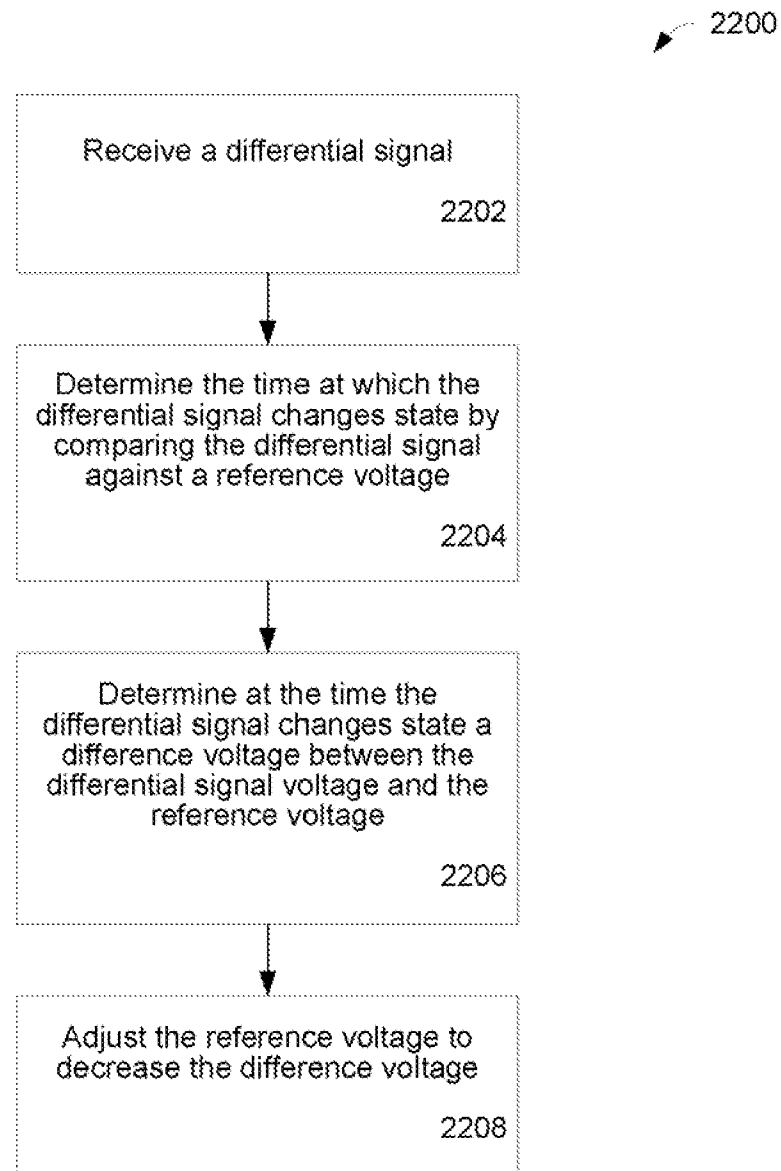 2200
Receive a differential signal
2202
Determine the time at which the
differential signal changes state by
comparing the differential signal
against a reference voltage
2204
Determine at the time the
differential signal changes state a
difference voltage between the
differential signal voltage and the
reference voltage
2206
Adjust the reference voltage to
decrease the difference voltage
2208